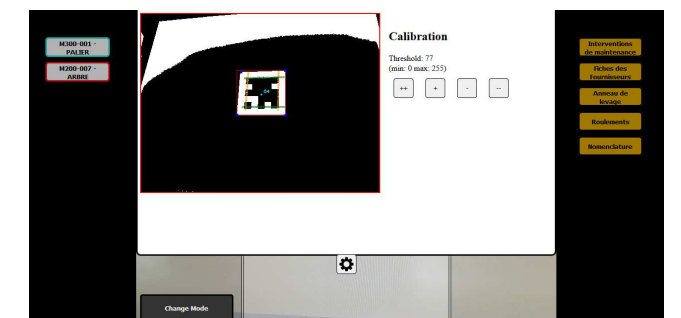 M300-001 -
PALIER
M200-007 -
ARBRE
Calibration
Threshold: 77
(min: 0 max: 255)
++
+
-
--
Interventions
de maintenance
Fiches des
Fournisseurs
Anneau de
levage
Roulements
Nomenclature
Change Mode